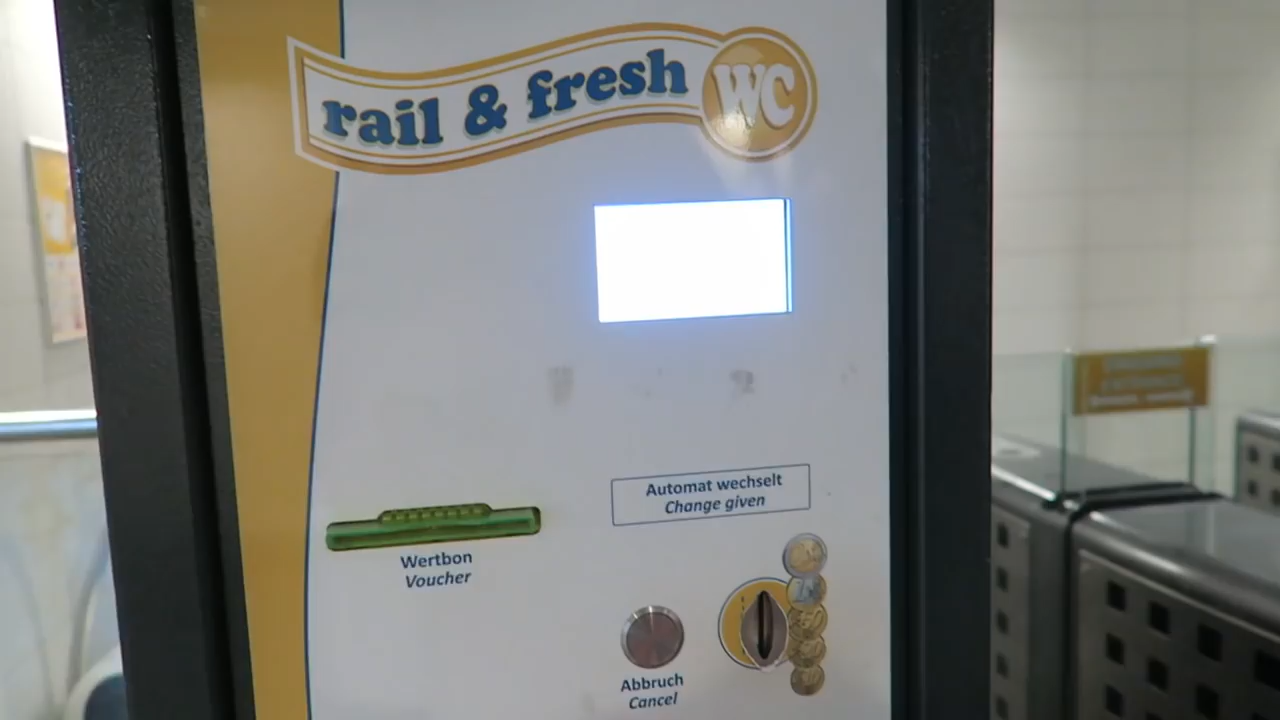 rail & fresh WC
Automat wechselt
Change given
Wertbon
Voucher
Abbruch
Cancel